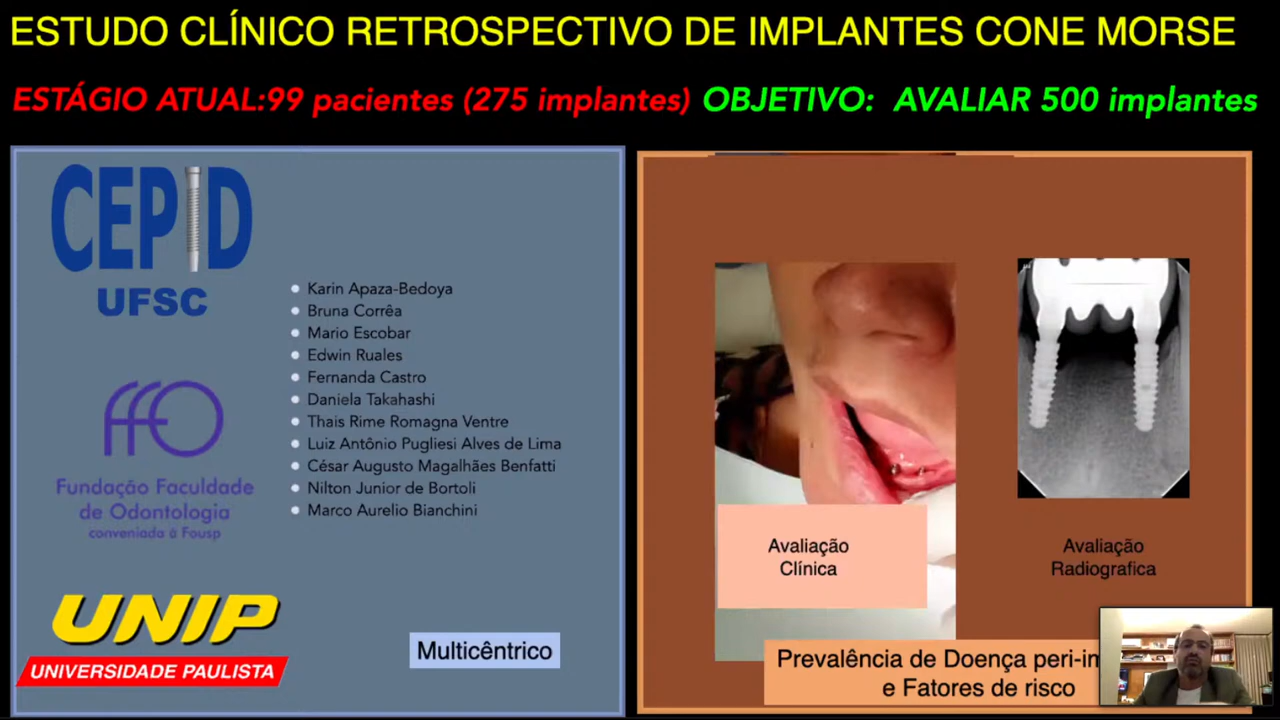 ESTUDO CLÍNICO RETROSPECTIVO DE IMPLANTES CONE MORSE
ESTÁGIO ATUAL:99 pacientes (275 implantes) OBJETIVO: AVALIAR 500 implantes
CEPID
UFSC
ffo
Fundação Faculdade
de Odontologia
conveniada à Fousp
UNIP
UNIVERSIDADE PAULISTA
Karin Apaza-Bedoya
Bruna Corrêa
Mario Escobar
Edwin Ruales
Fernanda Castro
Daniela Takahashi
Thais Rime Romagna Ventre
Luiz Antônio Pugliesi Alves de Lima
César Augusto Magalhães Benfatti
Nilton Junior de Bortoli
Marco Aurelio Bianchini
Multicêntrico
Avaliação
Clínica
Avaliação
Radiografica
Prevalência de Doença peri-im
e Fatores de risco